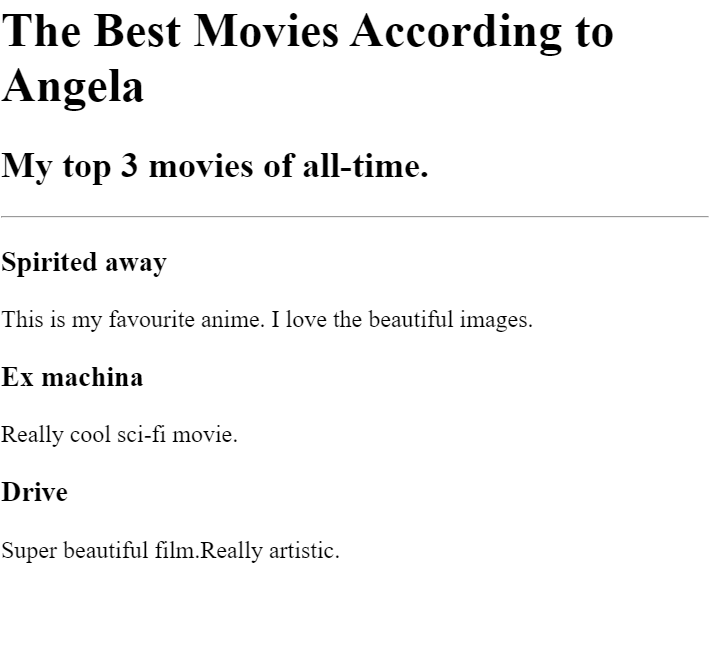 The Best Movies According to
Angela
My top 3 movies of all-time.
Spirited away
This is my favourite anime. I love the beautiful images.
Ex machina
Really cool sci-fi movie.
Drive
Super beautiful film.Really artistic.